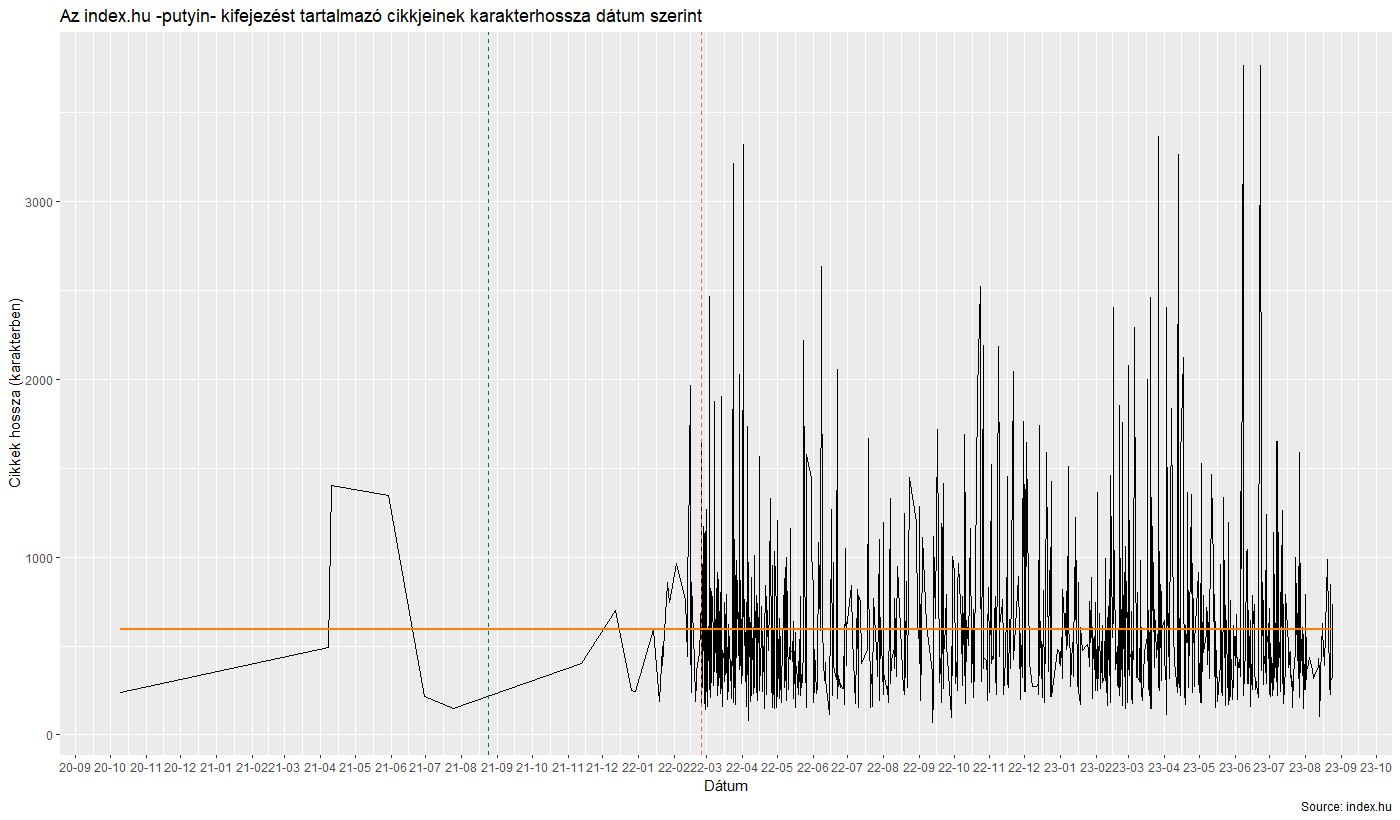 Az index.hu -putyin- kifejezést tartalmazó cikkjeinek karakterhossza dátum szerint
Cikkek hossza (karakterben)
3000
2000
1000
0
20-09 20-10 20-11 20-12 21-01 21-02 21-03 21-04 21-05 21-06 21-07 21-08 21-09 21-10 21-11 21-12 22-01 22-02 22-03 22-04 22-05 22-06 22-07 22-08 22-09 22-10 22-11 22-12 23-01 23-02 23-03 23-04 23-05 23-06 23-07 23-08 23-09 23-10
Dátum
Source: index.hu